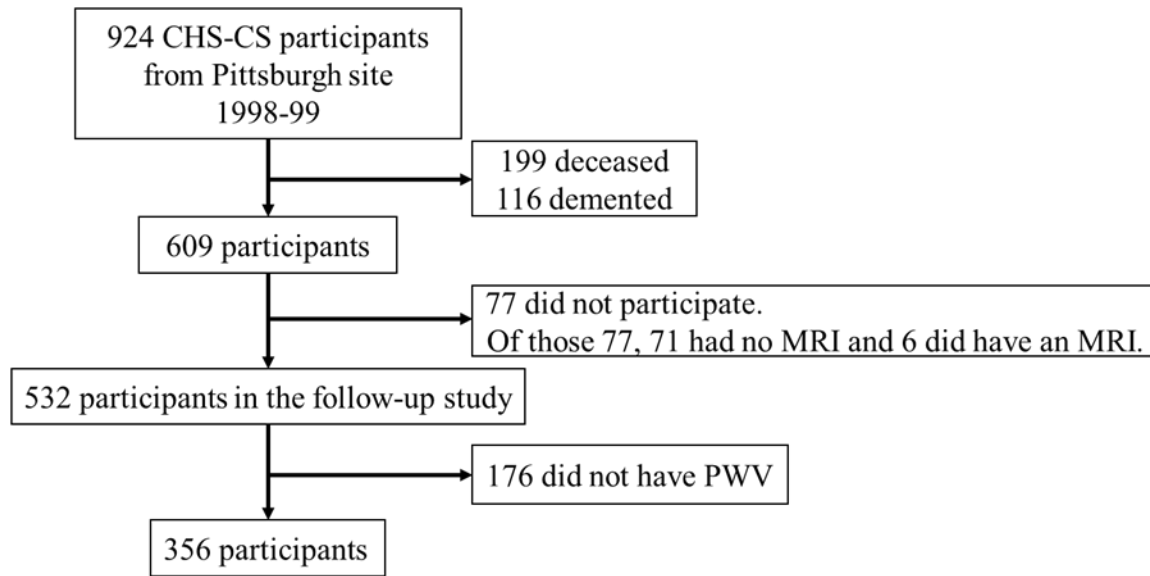 924 CHS-CS participants
from Pittsburgh site
1998-99
199 deceased
116 demented
609 participants
77 did not participate.
Of those 77, 71 had no MRI and 6 did have an MRI.
532 participants in the follow-up study
176 did not have PWV
356 participants